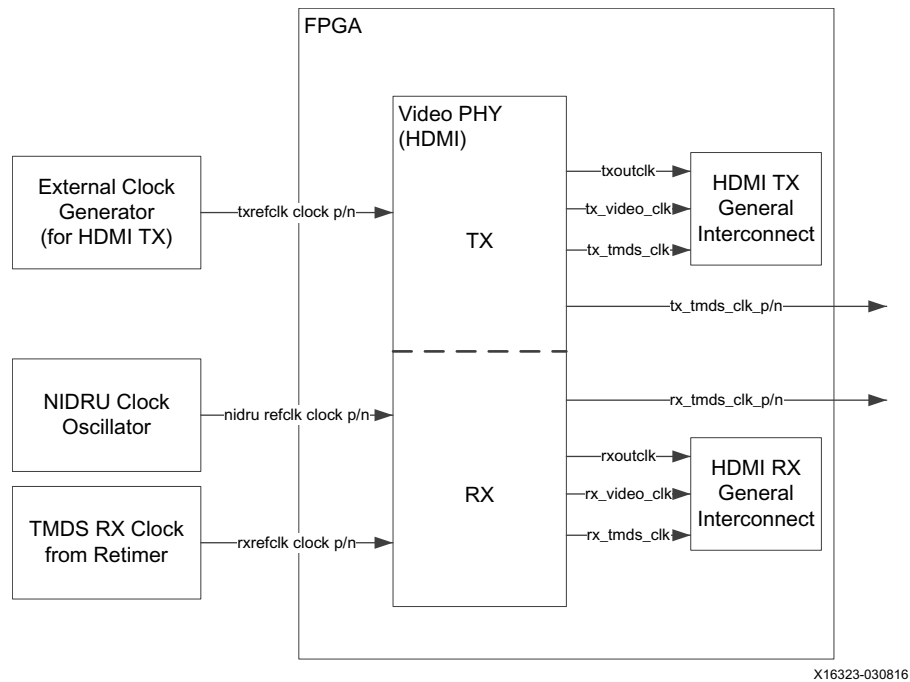 FPGA
Video PHY
(HDMI)
External Clock
Generator
(for HDMI TX)
txrefclk clock p/n
TX
txoutclk
tx_video_clk
tx_tmds_clk
HDMI TX
General
Interconnect
tx_tmds_clk_p/n
NIDRU Clock
Oscillator
nidru refclk clock p/n
rx_tmds_clk_p/n
TMDS RX Clock
from Retimer
rxrefclk clock p/n
RX
rxoutclk
rx_video_clk
rx_tmds_clk
HDMI RX
General
Interconnect
X16323-030816